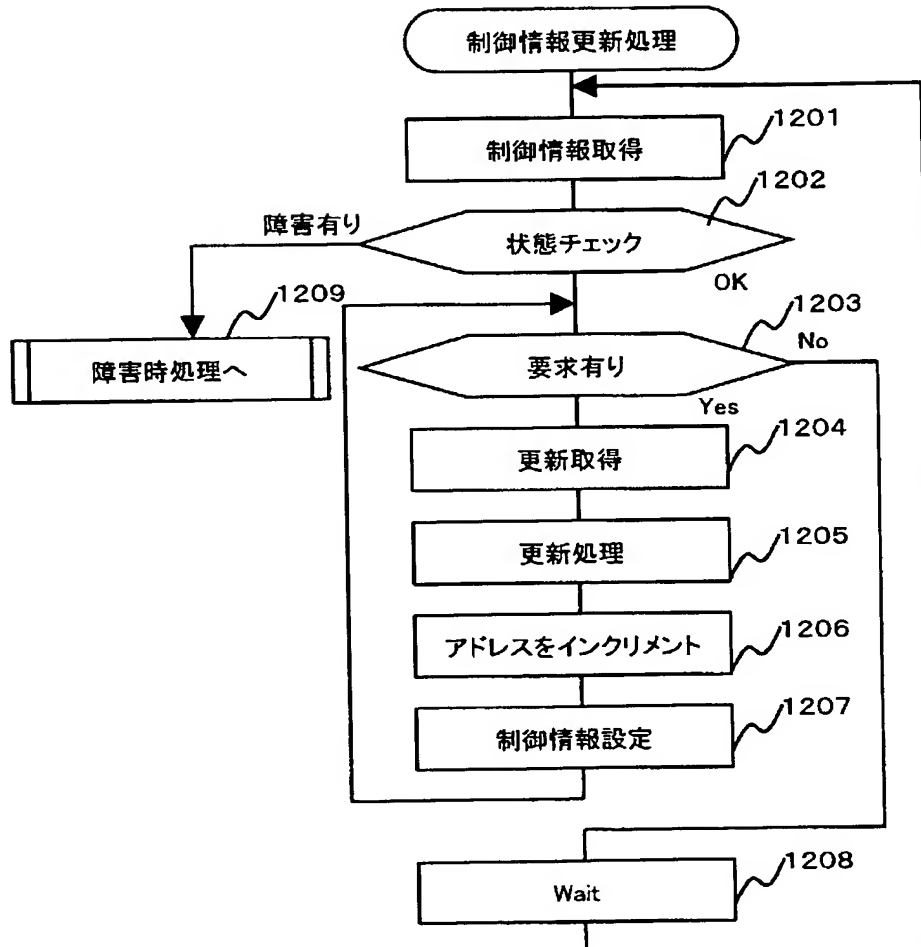 制御情報更新処理
1201
制御情報取得
1202
障害有り
状態チェック
OK
1209
1203
障害時処理へ
No
要求有り
Yes
1204
更新取得
1205
更新処理
1206
アドレスをインクリメント
1207
制御情報設定
1208
Wait